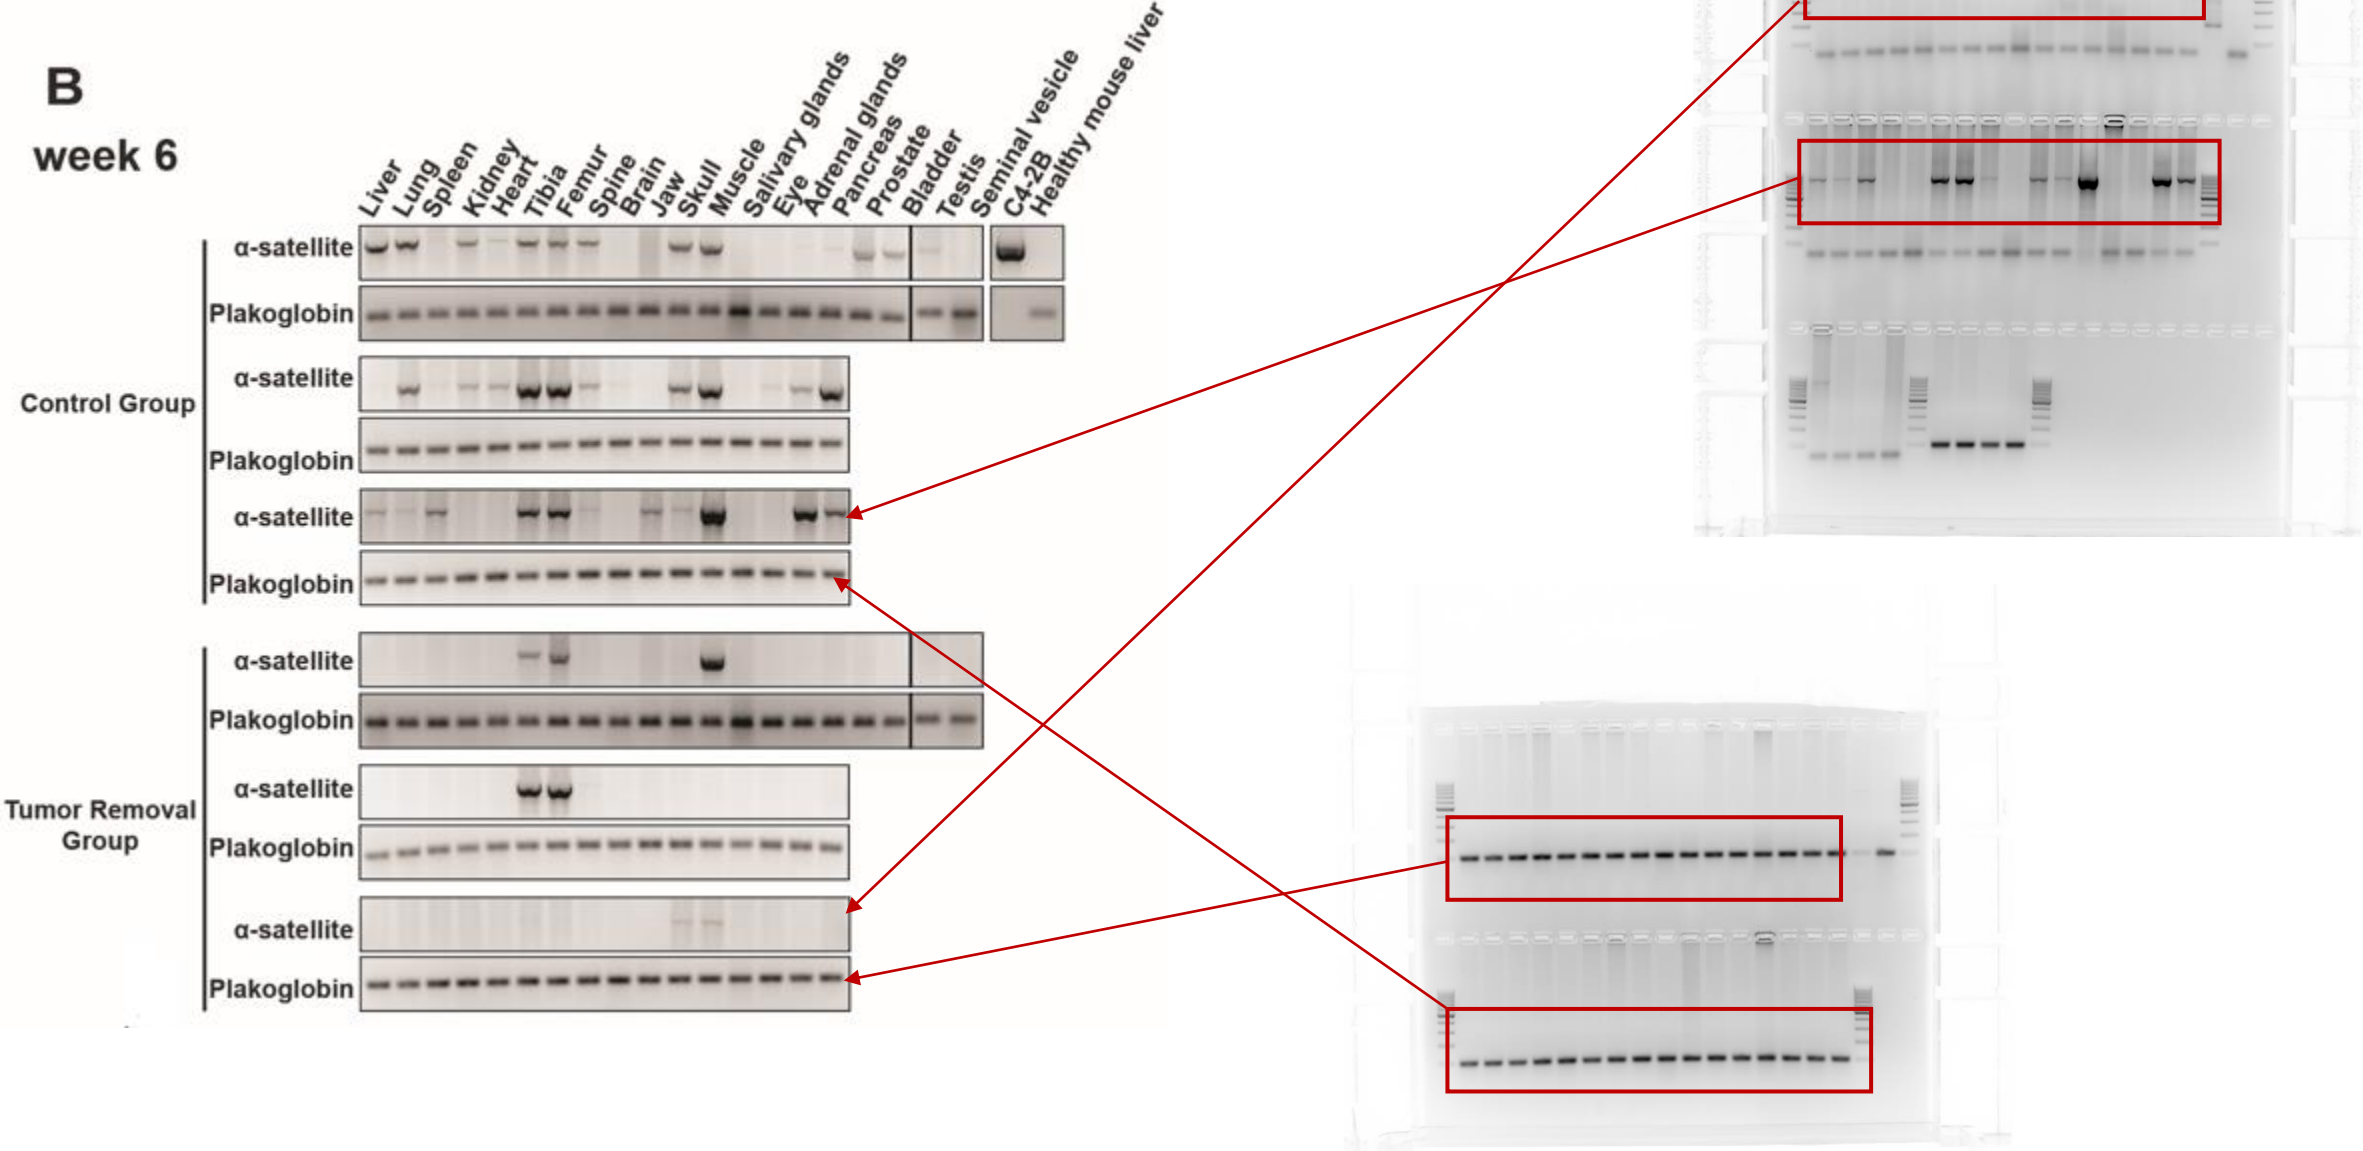 B
week 6
Liver
Lung
Spleen
Kidney
Heart
Tibia
Femur
Spine
Brain
Jaw
Skull
Muscle
Salivary glands
Eye
Adrenal glands
Pancreas
Prostate
Bladder
Testis
Seminal vesicle
C4-2B
Healthy mouse liver
Control Group
α-satellite
Plakoglobin
α-satellite
Plakoglobin
α-satellite
Plakoglobin
Tumor Removal
Group
α-satellite
Plakoglobin
α-satellite
Plakoglobin
α-satellite
Plakoglobin